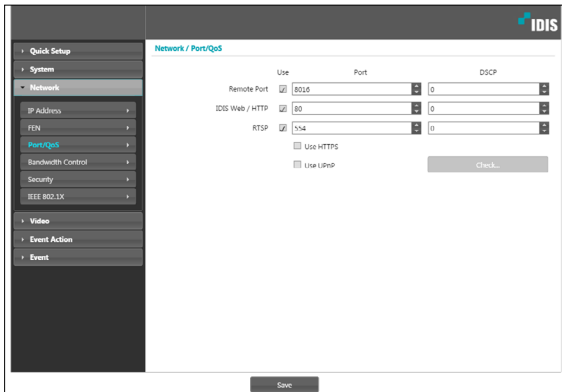 IDIS
Quick Setup
System
Network
IP Address
FEN
Port/QoS
Bandwidth Control
Security
IEEE 802.1X
Video
Event Action
Event
Network / Port/QoS
Use Port DSCP
Remote Port 8016 0
IDIS Web / HTTP 80 0
RTSP 554 0
Use HTTPS
Use UPnP Check...
Save